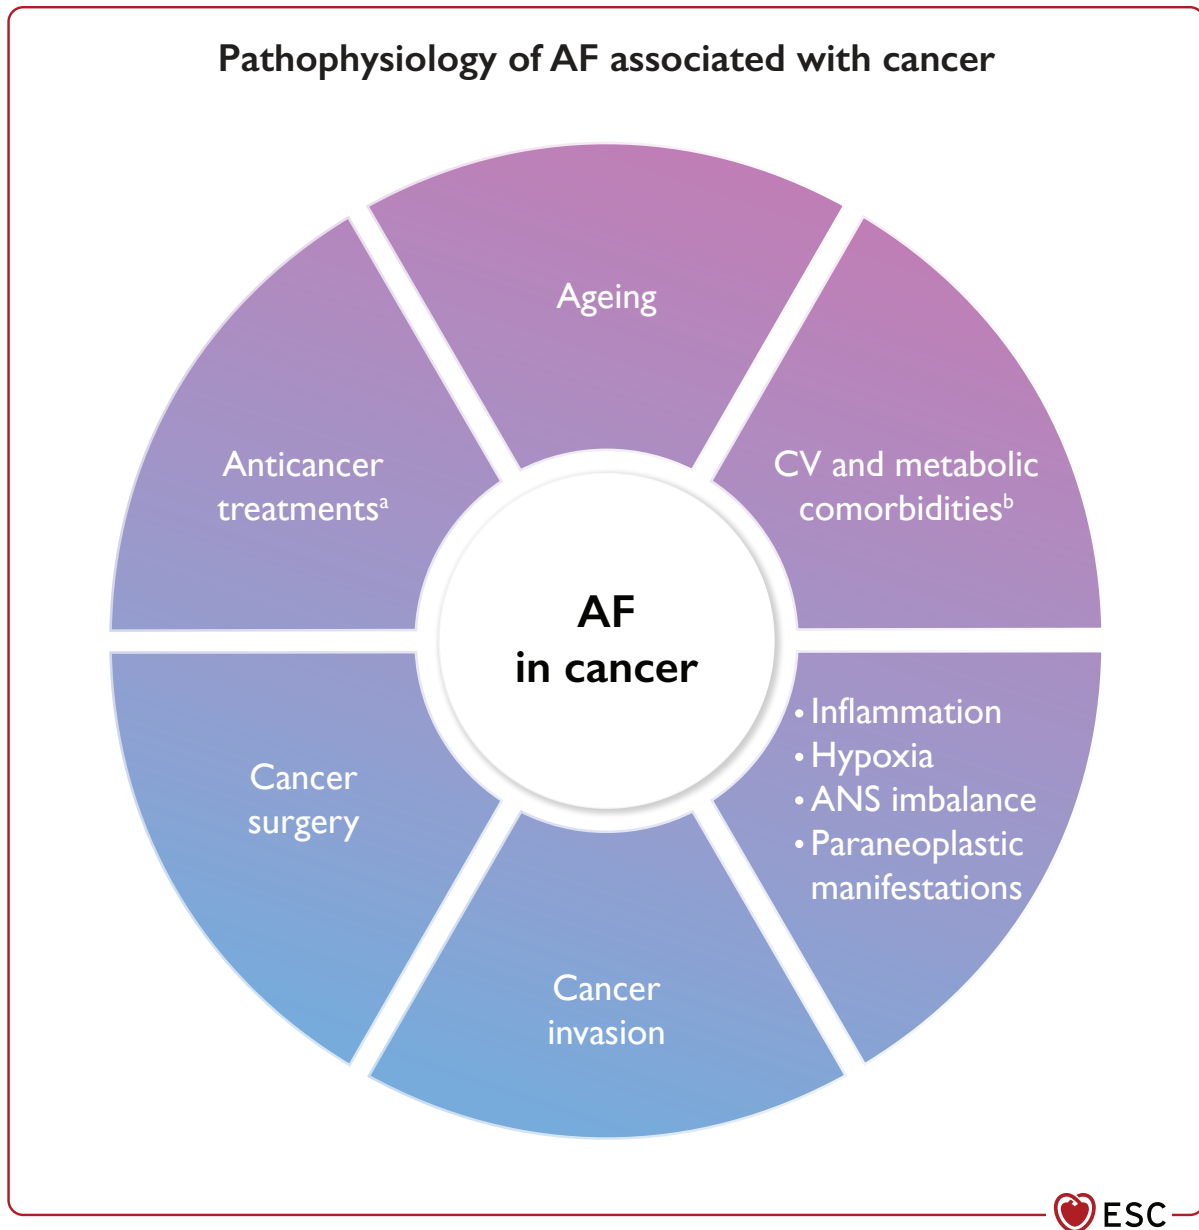 Pathophysiology of AF associated with cancer
Ageing
CV and metabolic
comorbiditiesᵇ
• Inflammation
• Hypoxia
• ANS imbalance
• Paraneoplastic
manifestations
Cancer
invasion
Cancer
surgery
Anticancer
treatmentsᵃ
AF
in cancer
ESC